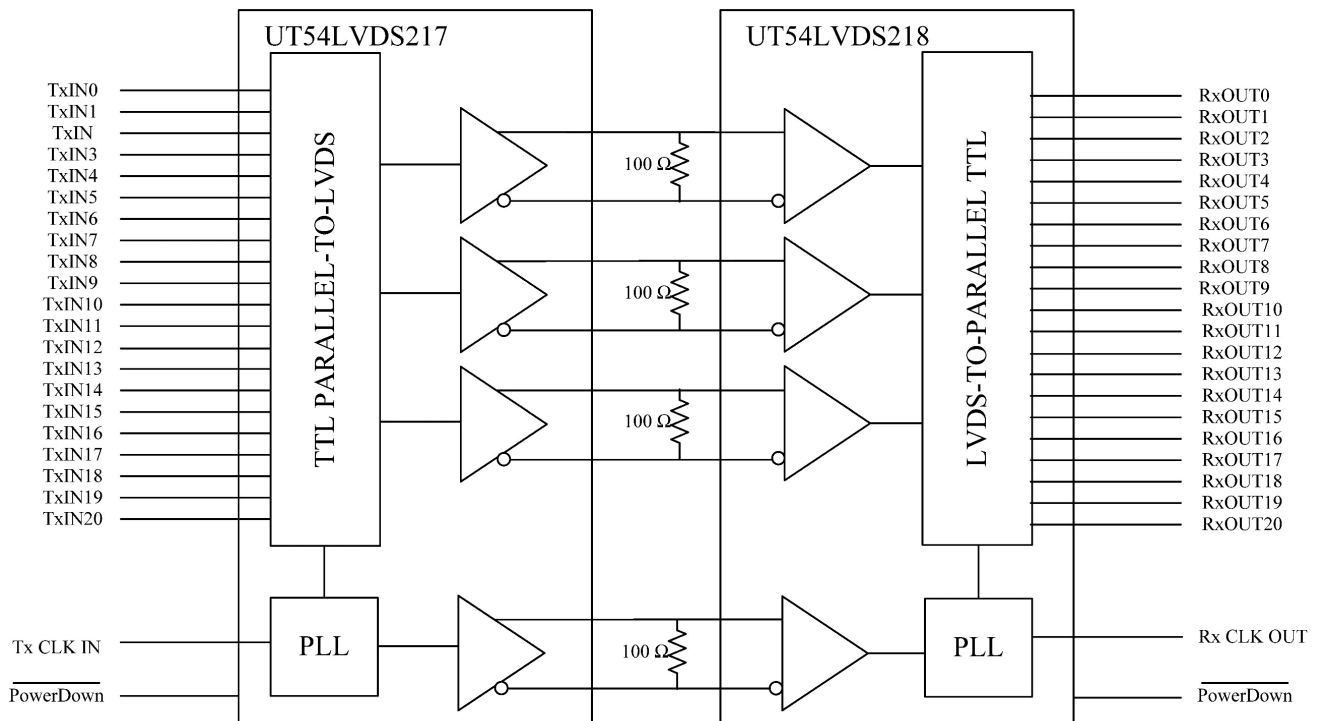 UT54LVDS217
UT54LVDS218
TxIN0
TxIN1
TxIN
TxIN3
TxIN4
TxIN5
TxIN6
TxIN7
TxIN8
TxIN9
TxIN10
TxIN11
TxIN12
TxIN13
TxIN14
TxIN15
TxIN16
TxIN17
TxIN18
TxIN19
TxIN20
TTL PARALLEL-TO-LVDS
100 Ω
100 Ω
100 Ω
LVDS-TO-PARALLEL TTL
RxOUT0
RxOUT1
RxOUT2
RxOUT3
RxOUT4
RxOUT5
RxOUT6
RxOUT7
RxOUT8
RxOUT9
RxOUT10
RxOUT11
RxOUT12
RxOUT13
RxOUT14
RxOUT15
RxOUT16
RxOUT17
RxOUT18
RxOUT19
RxOUT20
Tx CLK IN
PLL
100 Ω
PLL
Rx CLK OUT
PowerDown
PowerDown